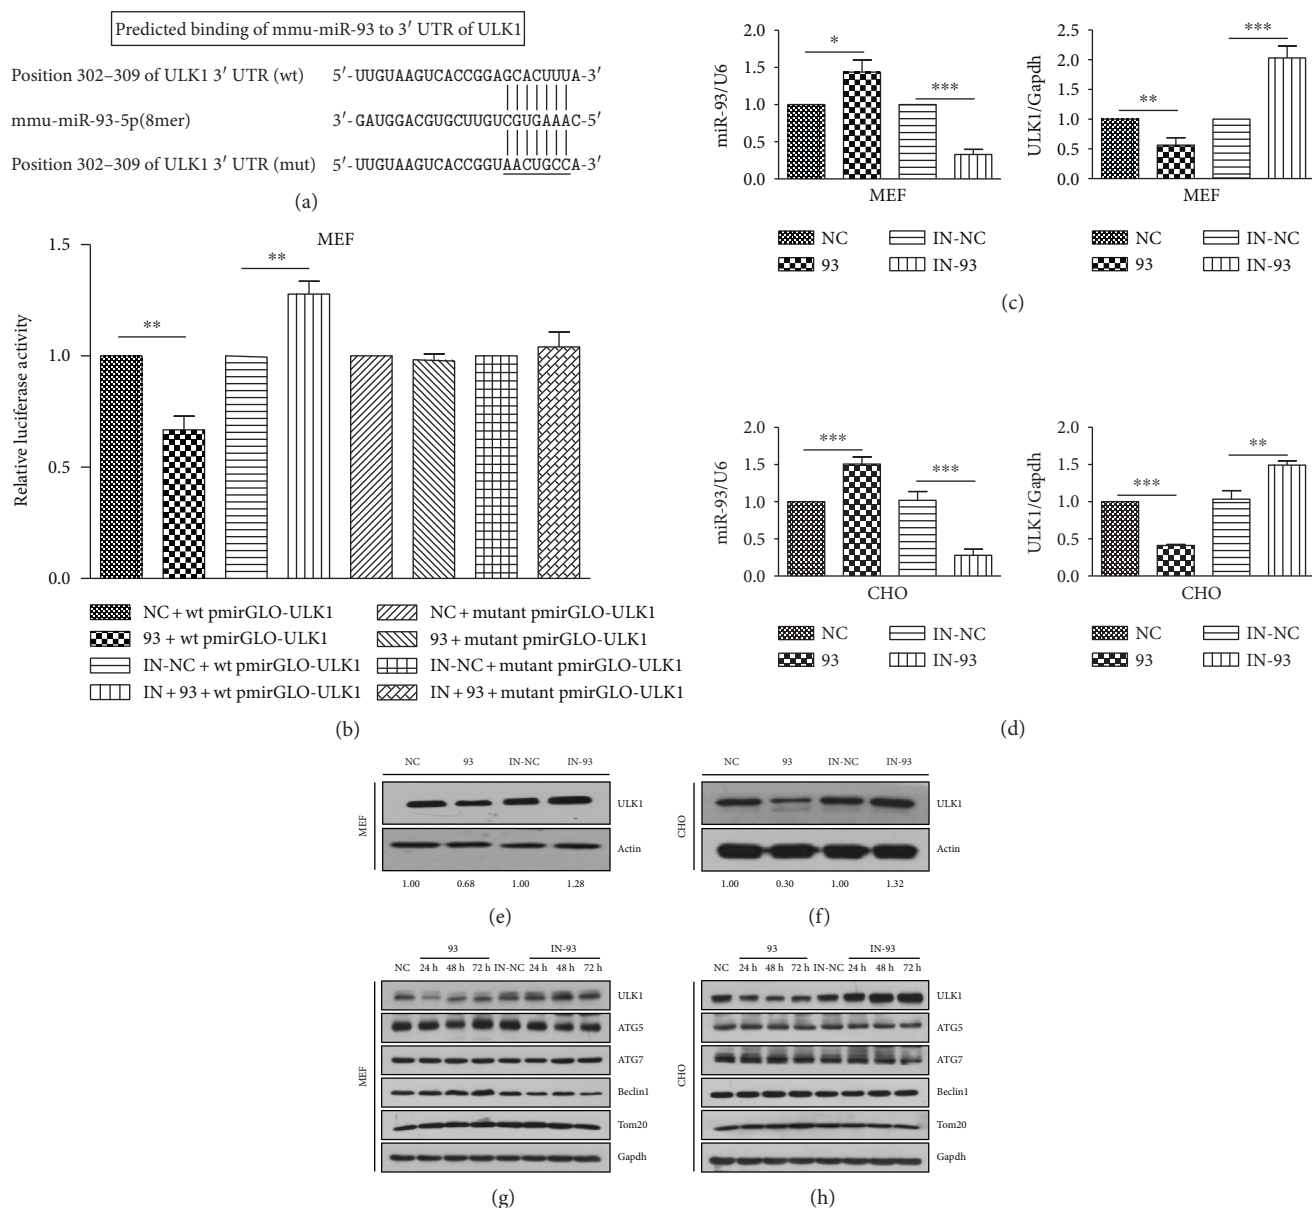 Predicted binding of mmu-miR-93 to 3′ UTR of ULK1
Position 302–309 of ULK1 3′ UTR (wt) 5′-UUGUAAGUCACCGGAGCACUUUA-3′
mmu-miR-93-5p(8mer) 3′-GAUGGACGUGCUUGUCGUGAAAC-5′
Position 302–309 of ULK1 3′ UTR (mut) 5′-UUGUAAGUCACCGGUAACUGCCA-3′
(a)
MEF
Relative luciferase activity
1.5
1.0
0.5
0.0
**
**
NC + wt pmirGLO-ULK1
93 + wt pmirGLO-ULK1
IN-NC + wt pmirGLO-ULK1
IN + 93 + wt pmirGLO-ULK1
NC + mutant pmirGLO-ULK1
93 + mutant pmirGLO-ULK1
IN-NC + mutant pmirGLO-ULK1
IN + 93 + mutant pmirGLO-ULK1
(b)
miR-93/U6
2.0
1.5
1.0
0.5
0.0
*
***
MEF
NC IN-NC
93 IN-93
ULK1/Gapdh
2.5
2.0
1.5
1.0
0.5
0.0
**
***
MEF
NC IN-NC
93 IN-93
(c)
miR-93/U6
2.0
1.5
1.0
0.5
0.0
***
***
CHO
NC IN-NC
93 IN-93
ULK1/Gapdh
2.0
1.5
1.0
0.5
0.0
***
**
CHO
NC IN-NC
93 IN-93
(d)
NC 93 IN-NC IN-93
MEF
ULK1
Actin
1.00 0.68 1.00 1.28
(e)
NC 93 IN-NC IN-93
CHO
ULK1
Actin
1.00 0.30 1.00 1.32
(f)
93 IN-93
NC 24 h 48 h 72 h IN-NC 24 h 48 h 72 h
MEF
ULK1
ATG5
ATG7
Beclin1
Tom20
Gapdh
(g)
93 IN-93
NC 24 h 48 h 72 h IN-NC 24 h 48 h 72 h
CHO
ULK1
ATG5
ATG7
Beclin1
Tom20
Gapdh
(h)